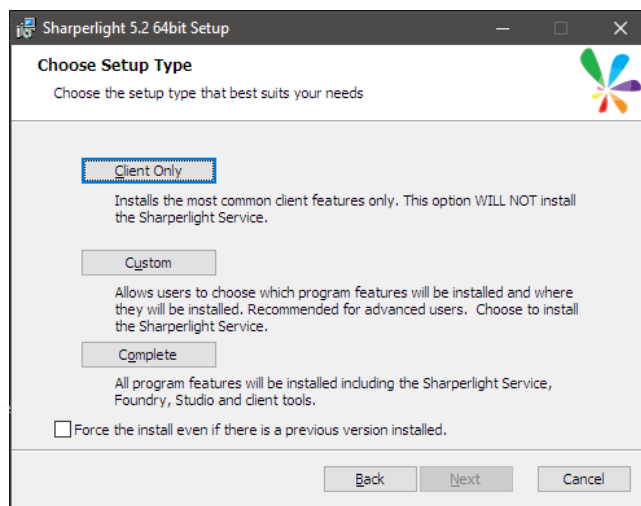 Sharperlight 5.2 64bit Setup
Choose Setup Type
Choose the setup type that best suits your needs
Client Only
Installs the most common client features only. This option WILL NOT install
the Sharperlight Service.
Custom
Allows users to choose which program features will be installed and where
they will be installed. Recommended for advanced users.  Choose to install
the Sharperlight Service.
Complete
All program features will be installed including the Sharperlight Service,
Foundry, Studio and client tools.
Force the install even if there is a previous version installed.
Back Next Cancel